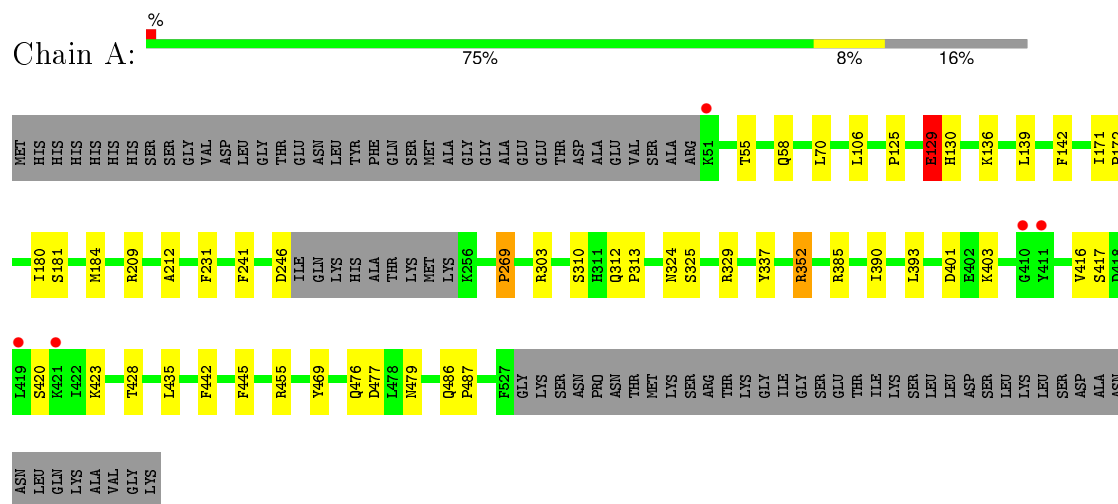 %
Chain A:
75% 8% 16%
MET HIS HIS HIS HIS HIS HIS SER SER GLY VAL ASP LEU GLY THR GLU ASN LEU TYR PHE GLN SER MET ALA GLY GLY ALA GLU GLU THR ASP ALA GLU VAL SER ALA ARG K51 T55 Q58 L70 L106 P125 E129 H130 K136 L139 F142 I171 P172
I180 S181 M184 R209 A212 F231 F241 D246 ILE GLN LYS HIS ALA THR LYS MET LYS K256 P269 R303 S310 H311 Q312 P313 N324 S325 R329 Y337 R352 R385 I390 L393 D401 E402 K403 G410 Y411 V416 S417 D418
L419 S420 K421 I422 K423 T428 L435 F442 F445 R455 Y469 Q476 D477 L478 N479 Q486 P487 F527 GLY LYS SER ASN PRO ASN THR MET LYS SER ARG THR LYS GLY ILE GLY SER GLU THR ILE LYS SER LEU LEU ASP SER LEU LYS LEU SER ASP ALA ASN
ASN LEU GLN LYS ALA VAL GLY LYS